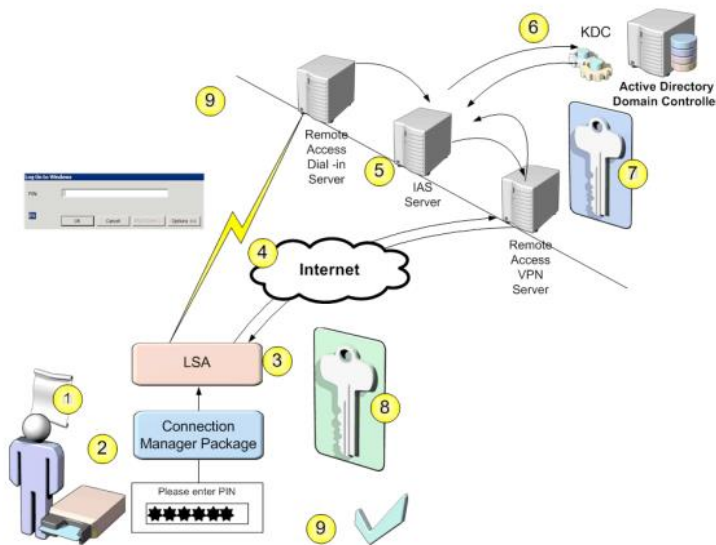 6
KDC
Active Directory
Domain Controlle
9
Remote
Access
Dial -in
Server
5
IAS
Server
7
Log On to Windows
PIN:
OK
Cancel
Options <<
EN
4
Internet
Remote
Access
VPN
Server
LSA
3
1
8
2
Connection
Manager Package
Please enter PIN
9